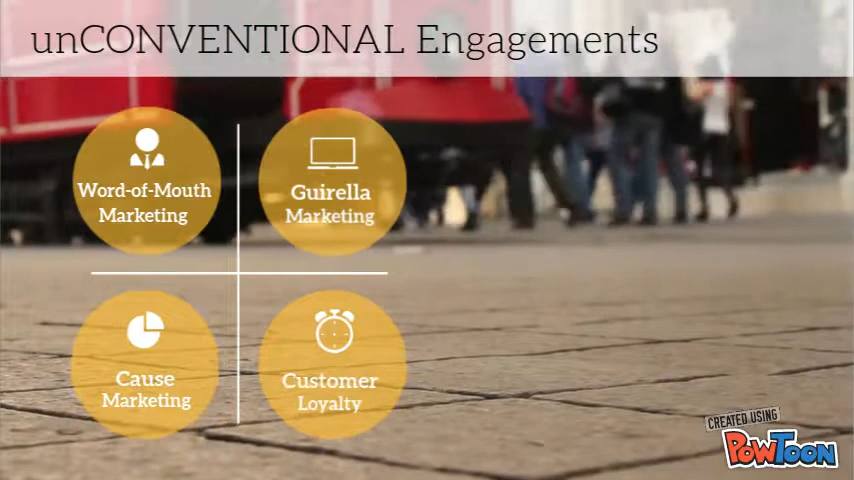 unCONVENTIONAL Engagements
Word-of-Mouth
Marketing
Guirella
Marketing
Cause
Marketing
Customer
Loyalty
CREATED USING
POWTOON